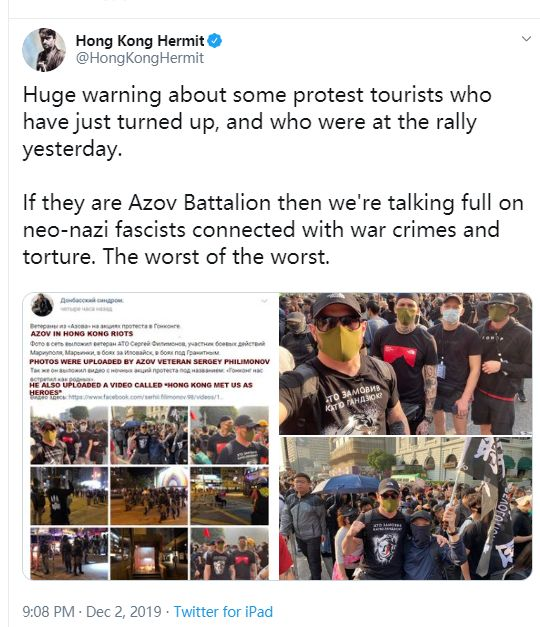 Hong Kong Hermit
@HongKongHermit
Huge warning about some protest tourists who
have just turned up, and who were at the rally
yesterday.
If they are Azov Battalion then we're talking full on
neo-nazi fascists connected with war crimes and
torture. The worst of the worst.
Донбасский синдром.
четыре часа назад
Ветераны из «Азова» на акциях протеста в Гонконге.
AZOV IN HONG KONG RIOTS
Фото в сеть выложил ветеран АТО Сергей Филимонов, участник боевых действий
Мариуполя, Марьинки, в боях за Иловайск, в боях под Гранитным.
PHOTOS WERE UPLOADED BY AZOV VETERAN SERGEY PHILIMONOV
Так же он выложил видео с ночных акций протеста под названием: «Гонконг нас
встретил как родных».
HE ALSO UPLOADED A VIDEO CALLED "HONG KONG MET US AS
HEROES"
Видео здесь: https://www.facebook.com/serhii.filimonov.98/videos/1...
ХТО ЗАМОВИВ
КАТЮ ГАНДЗЮК?
ХТО ЗАМОВИВ
9:08 PM · Dec 2, 2019 · Twitter for iPad